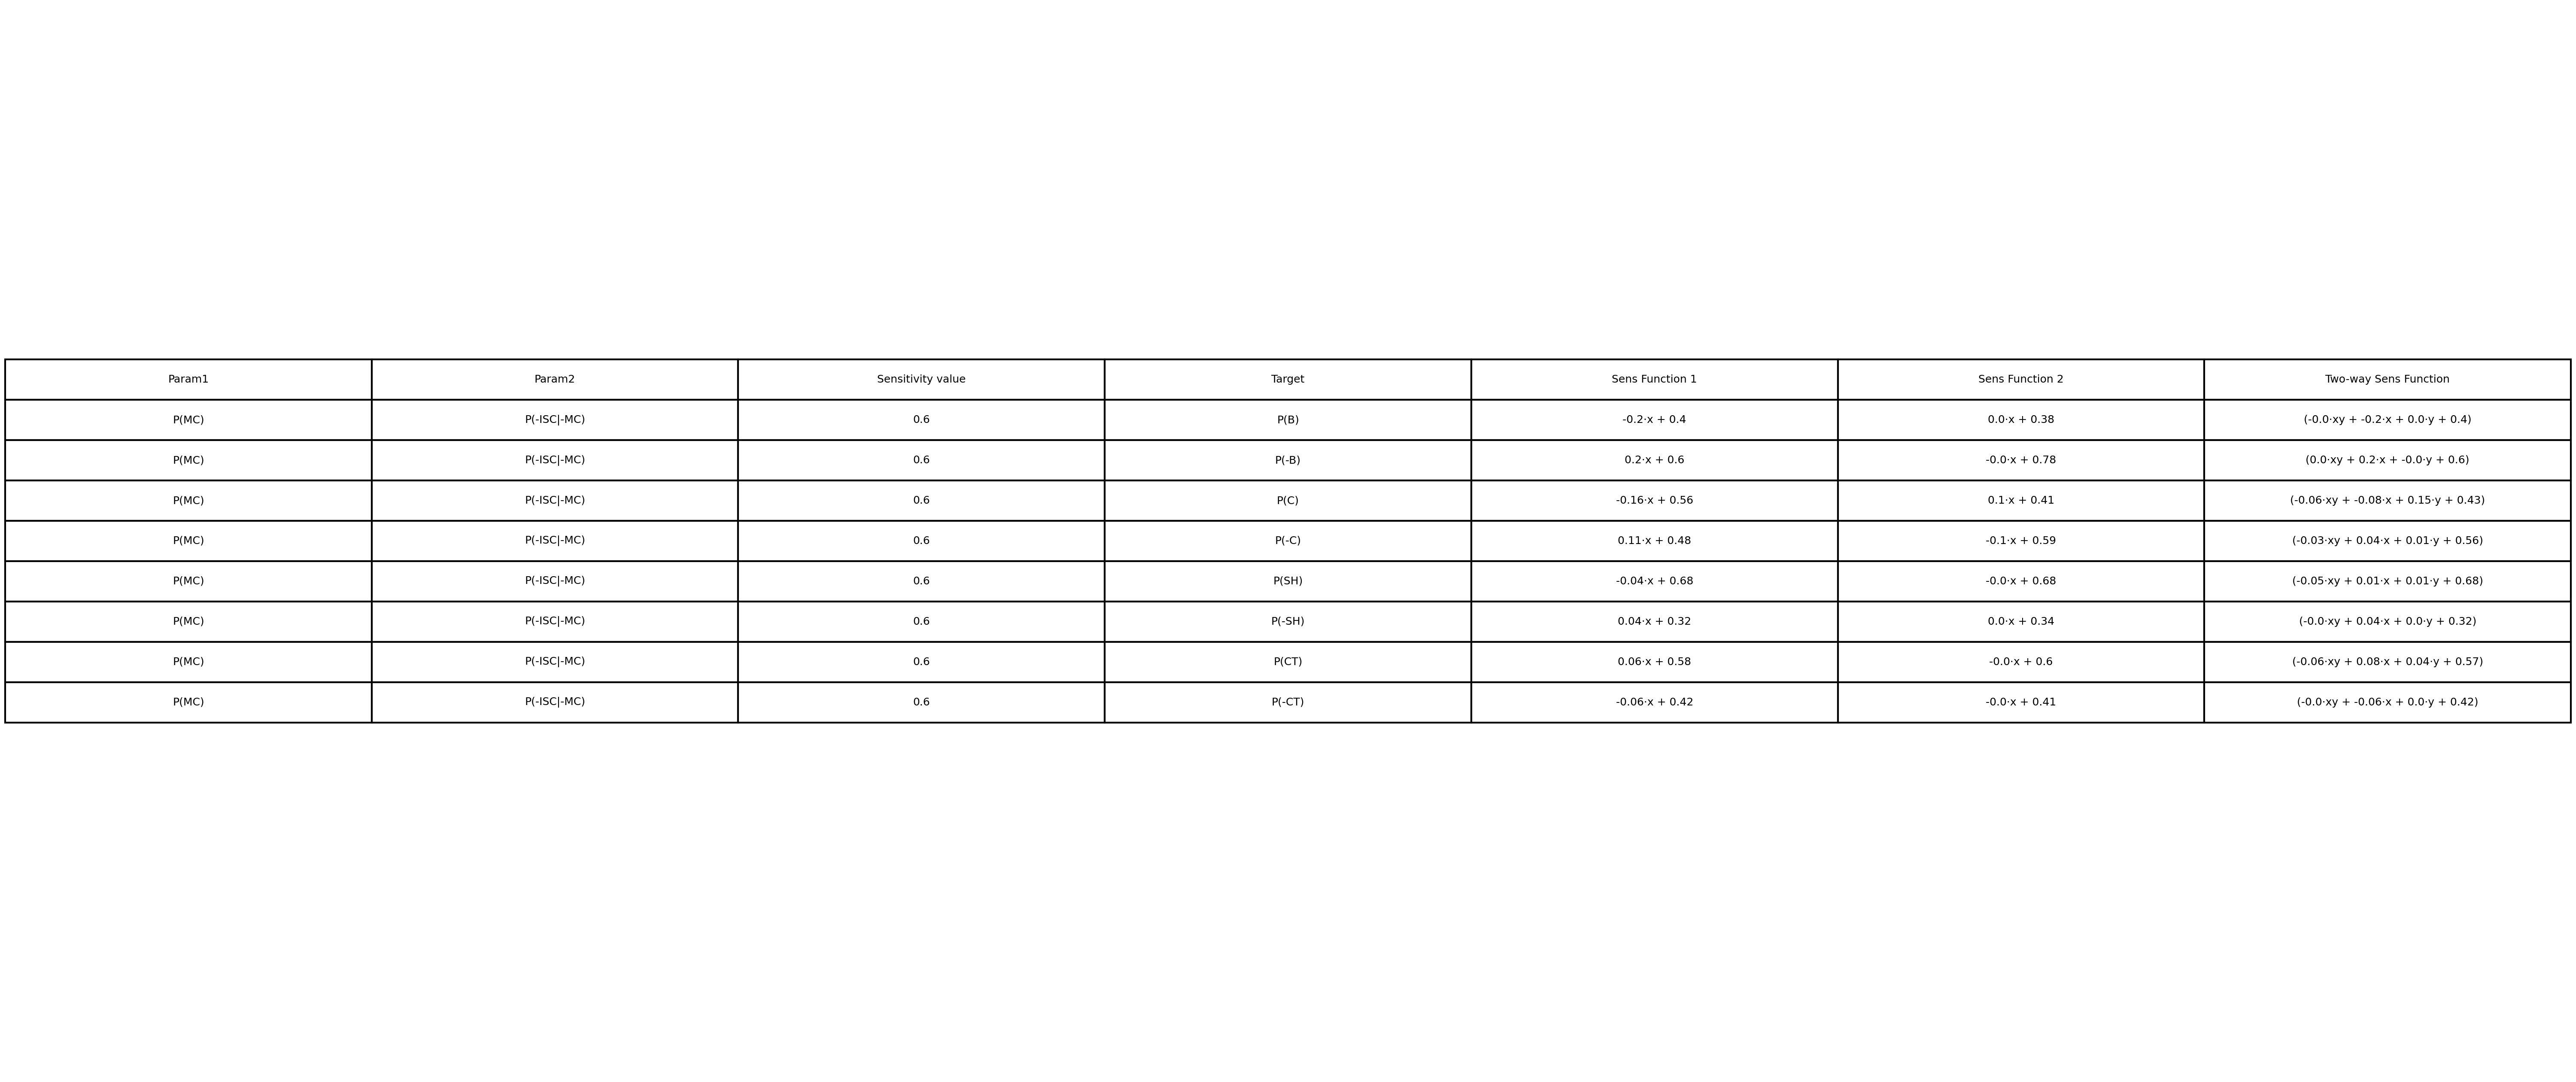 Param1 Param2 Sensitivity value Target Sens Function 1 Sens Function 2 Two-way Sens Function
P(MC) P(-ISC|-MC) 0.6 P(B) -0.2·x + 0.4 0.0·x + 0.38 (-0.0·xy + -0.2·x + 0.0·y + 0.4)
P(MC) P(-ISC|-MC) 0.6 P(-B) 0.2·x + 0.6 -0.0·x + 0.78 (0.0·xy + 0.2·x + -0.0·y + 0.6)
P(MC) P(-ISC|-MC) 0.6 P(C) -0.16·x + 0.56 0.1·x + 0.41 (-0.06·xy + -0.08·x + 0.15·y + 0.43)
P(MC) P(-ISC|-MC) 0.6 P(-C) 0.11·x + 0.48 -0.1·x + 0.59 (-0.03·xy + 0.04·x + 0.01·y + 0.56)
P(MC) P(-ISC|-MC) 0.6 P(SH) -0.04·x + 0.68 -0.0·x + 0.68 (-0.05·xy + 0.01·x + 0.01·y + 0.68)
P(MC) P(-ISC|-MC) 0.6 P(-SH) 0.04·x + 0.32 0.0·x + 0.34 (-0.0·xy + 0.04·x + 0.0·y + 0.32)
P(MC) P(-ISC|-MC) 0.6 P(CT) 0.06·x + 0.58 -0.0·x + 0.6 (-0.06·xy + 0.08·x + 0.04·y + 0.57)
P(MC) P(-ISC|-MC) 0.6 P(-CT) -0.06·x + 0.42 -0.0·x + 0.41 (-0.0·xy + -0.06·x + 0.0·y + 0.42)